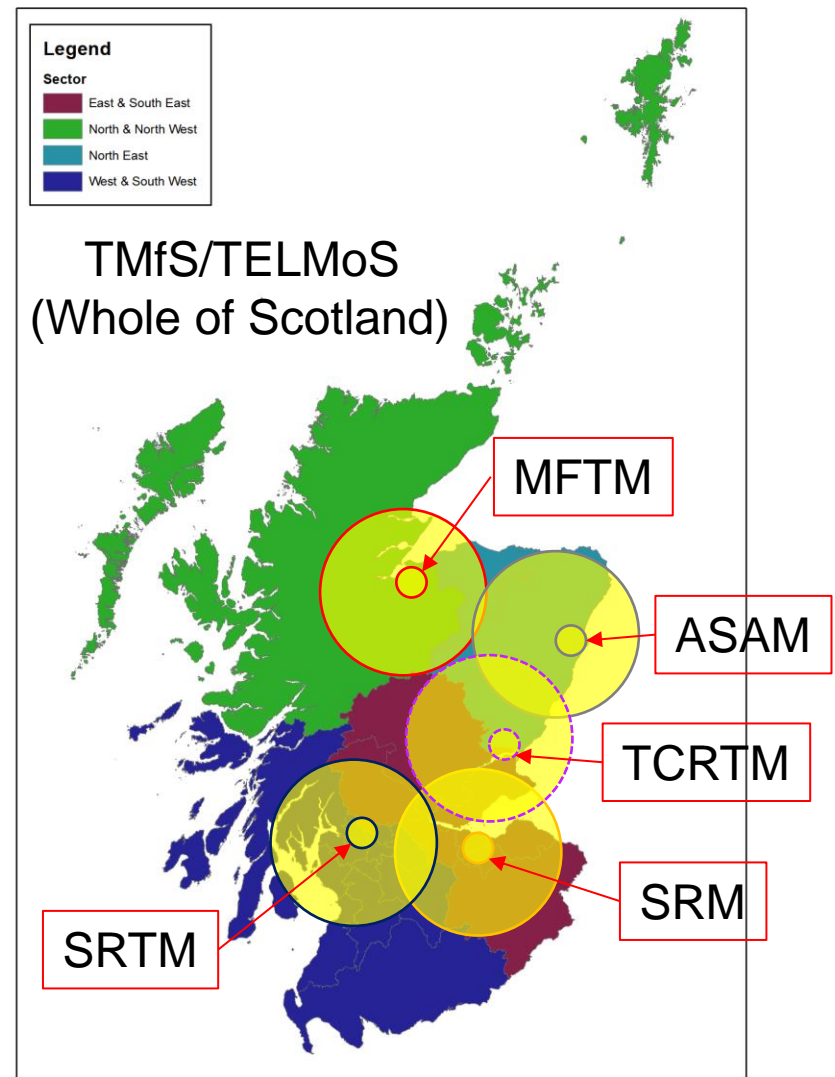 Legend
Sector
East & South East
North & North West
North East
West & South West
TMfS/TELMoS
(Whole of Scotland)
MFTM
ASAM
TCRTM
SRM
SRTM